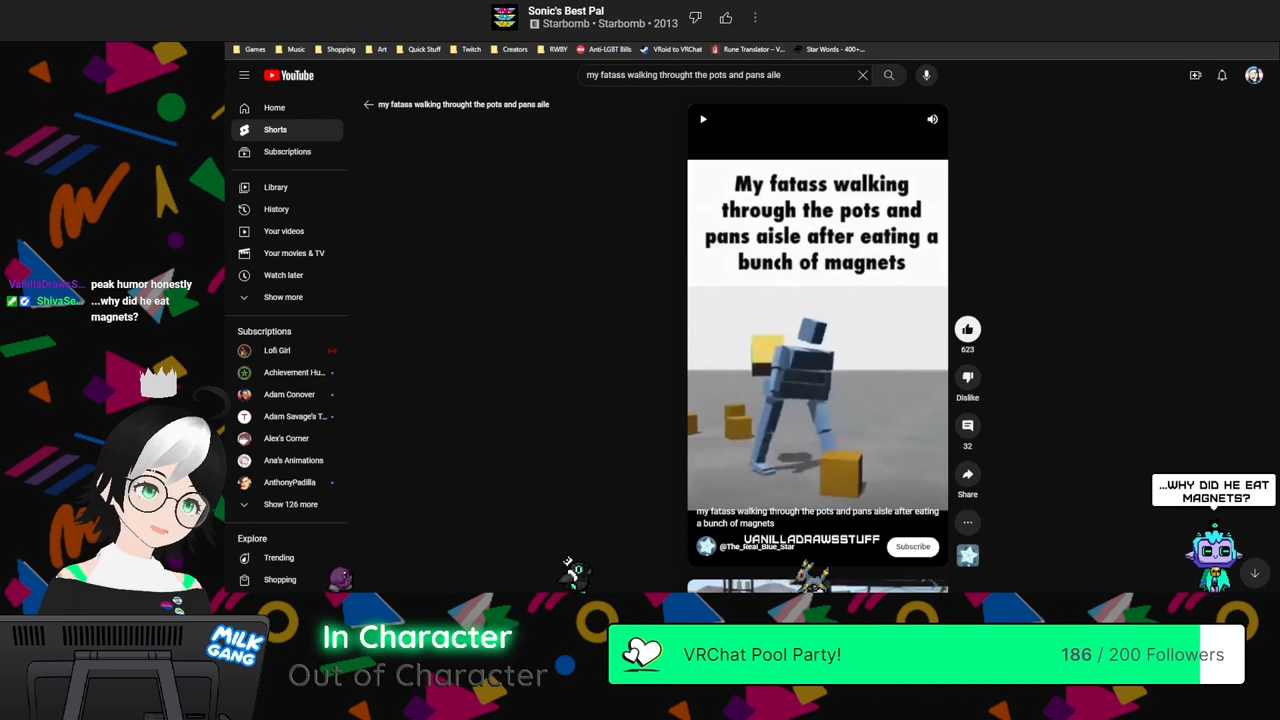 Sonic's Best Pal
E Starbomb • Starbomb • 2013
Games
Music
Shopping
Art
Quick Stuff
Twitch
Creators
RWBY
Anti-LGBT Bills
VRoid to VRChat
Rune Translator – V...
Star Words - 400+...
YouTube
my fatass walking throught the pots and pans aile
my fatass walking throught the pots and pans aile
Home
Shorts
Subscriptions
Library
History
Your videos
Your movies & TV
Watch later
Show more
Subscriptions
Lofi Girl
Achievement Hu...
Adam Conover
Adam Savage's T...
Alex's Corner
Ana's Animations
AnthonyPadilla
Show 126 more
Explore
Trending
Shopping
My fatass walking
through the pots and
pans aisle after eating a
bunch of magnets
my fatass walking through the pots and pans aisle after eating
a bunch of magnets
VANILLADRAWSSTUFF
@The_Real_Blue_Star
Subscribe
623
Dislike
32
Share
VanillaDrawsS... peak humor honestly
ShivaSe... ...why did he eat
magnets?
...WHY DID HE EAT
MAGNETS?
MILK
GANG
In Character
Out of Character
VRChat Pool Party!
186 / 200 Followers